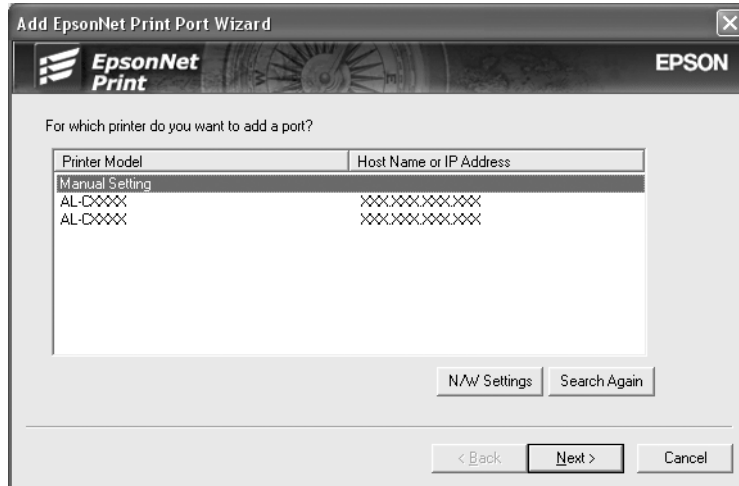 Add EpsonNet Print Port Wizard
EpsonNet
Print
EPSON
For which printer do you want to add a port?
Printer Model Host Name or IP Address
Manual Setting
AL-CXXXX XXX.XXX.XXX.XXX
AL-CXXXX XXX.XXX.XXX.XXX
N/W Settings Search Again
< Back Next > Cancel